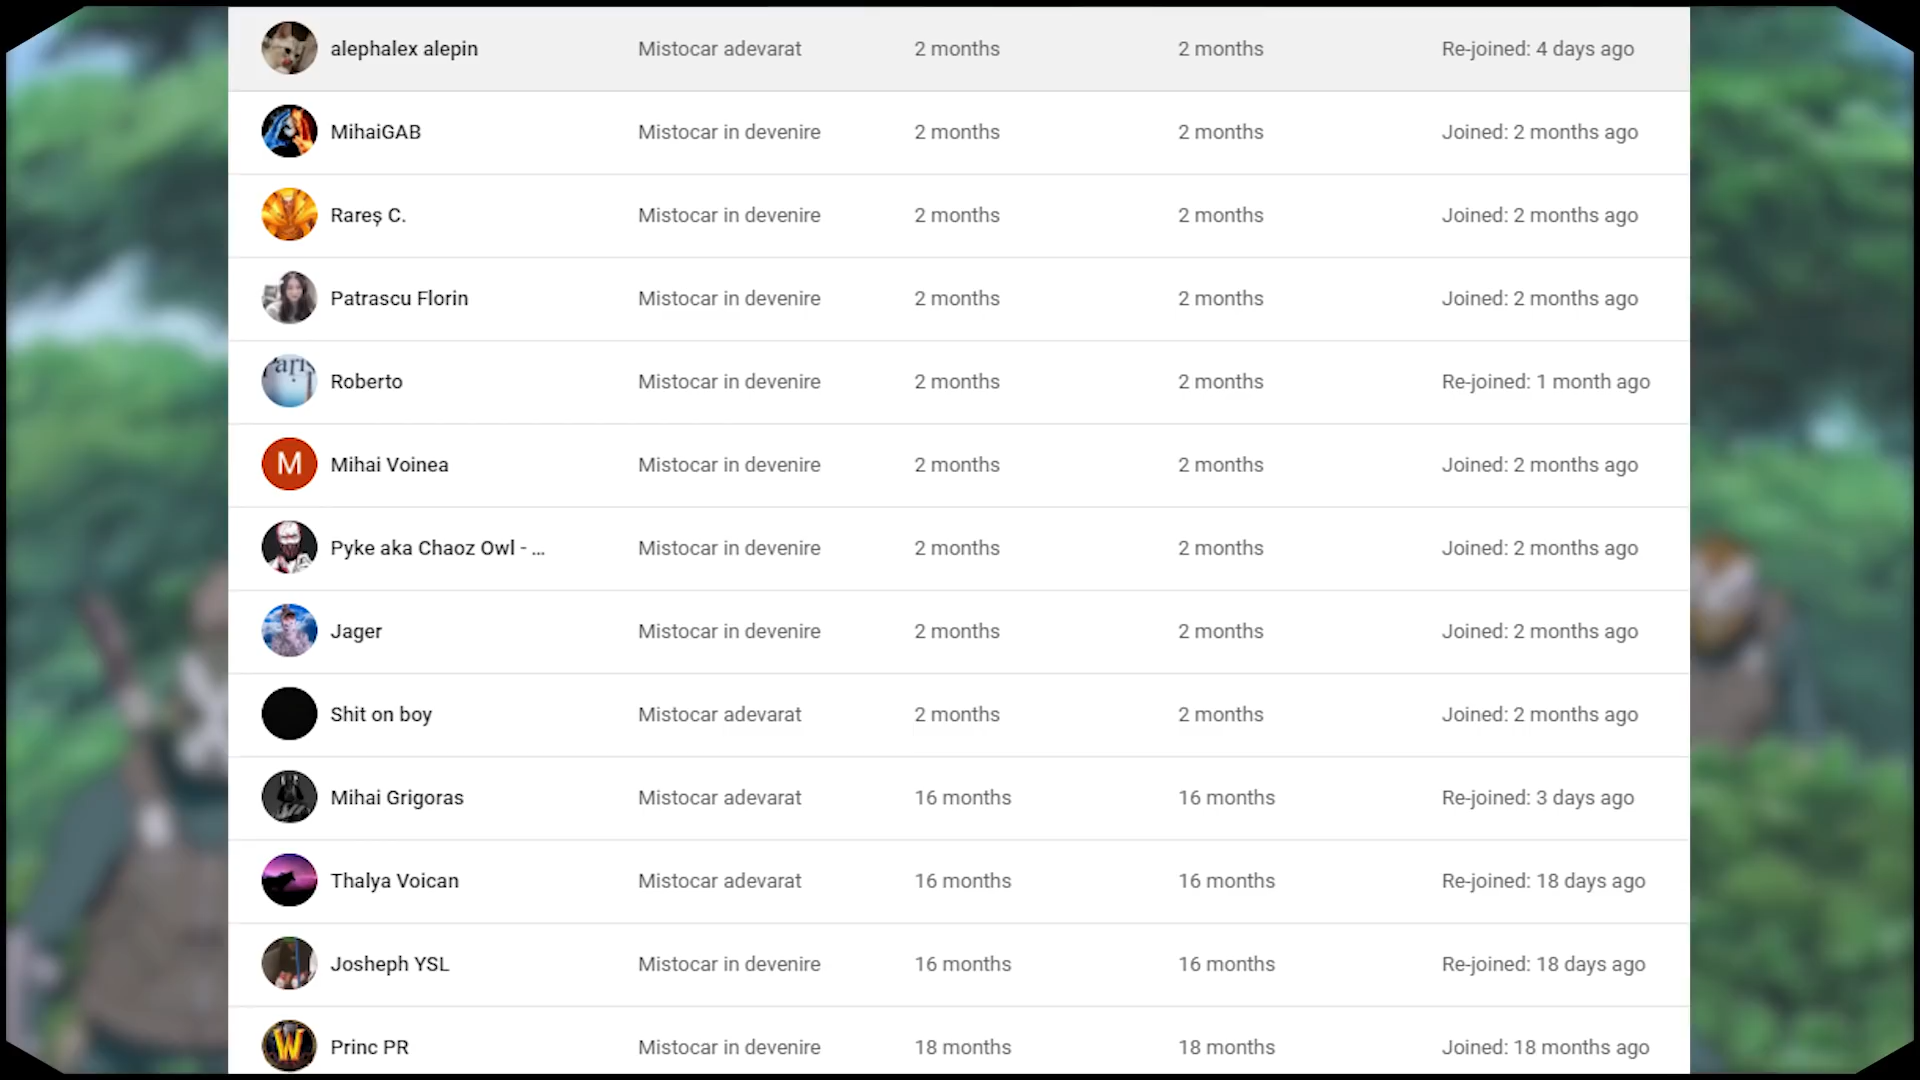 alephalex alepin Mistocar adevarat 2 months 2 months Re-joined: 4 days ago
MihaiGAB Mistocar in devenire 2 months 2 months Joined: 2 months ago
Rareș C. Mistocar in devenire 2 months 2 months Joined: 2 months ago
Patrascu Florin Mistocar in devenire 2 months 2 months Joined: 2 months ago
Roberto Mistocar in devenire 2 months 2 months Re-joined: 1 month ago
M Mihai Voinea Mistocar in devenire 2 months 2 months Joined: 2 months ago
Pyke aka Chaoz Owl - ... Mistocar in devenire 2 months 2 months Joined: 2 months ago
Jager Mistocar in devenire 2 months 2 months Joined: 2 months ago
Shit on boy Mistocar adevarat 2 months 2 months Joined: 2 months ago
Mihai Grigoras Mistocar adevarat 16 months 16 months Re-joined: 3 days ago
Thalya Voican Mistocar adevarat 16 months 16 months Re-joined: 18 days ago
Josheph YSL Mistocar in devenire 16 months 16 months Re-joined: 18 days ago
W Princ PR Mistocar in devenire 18 months 18 months Joined: 18 months ago